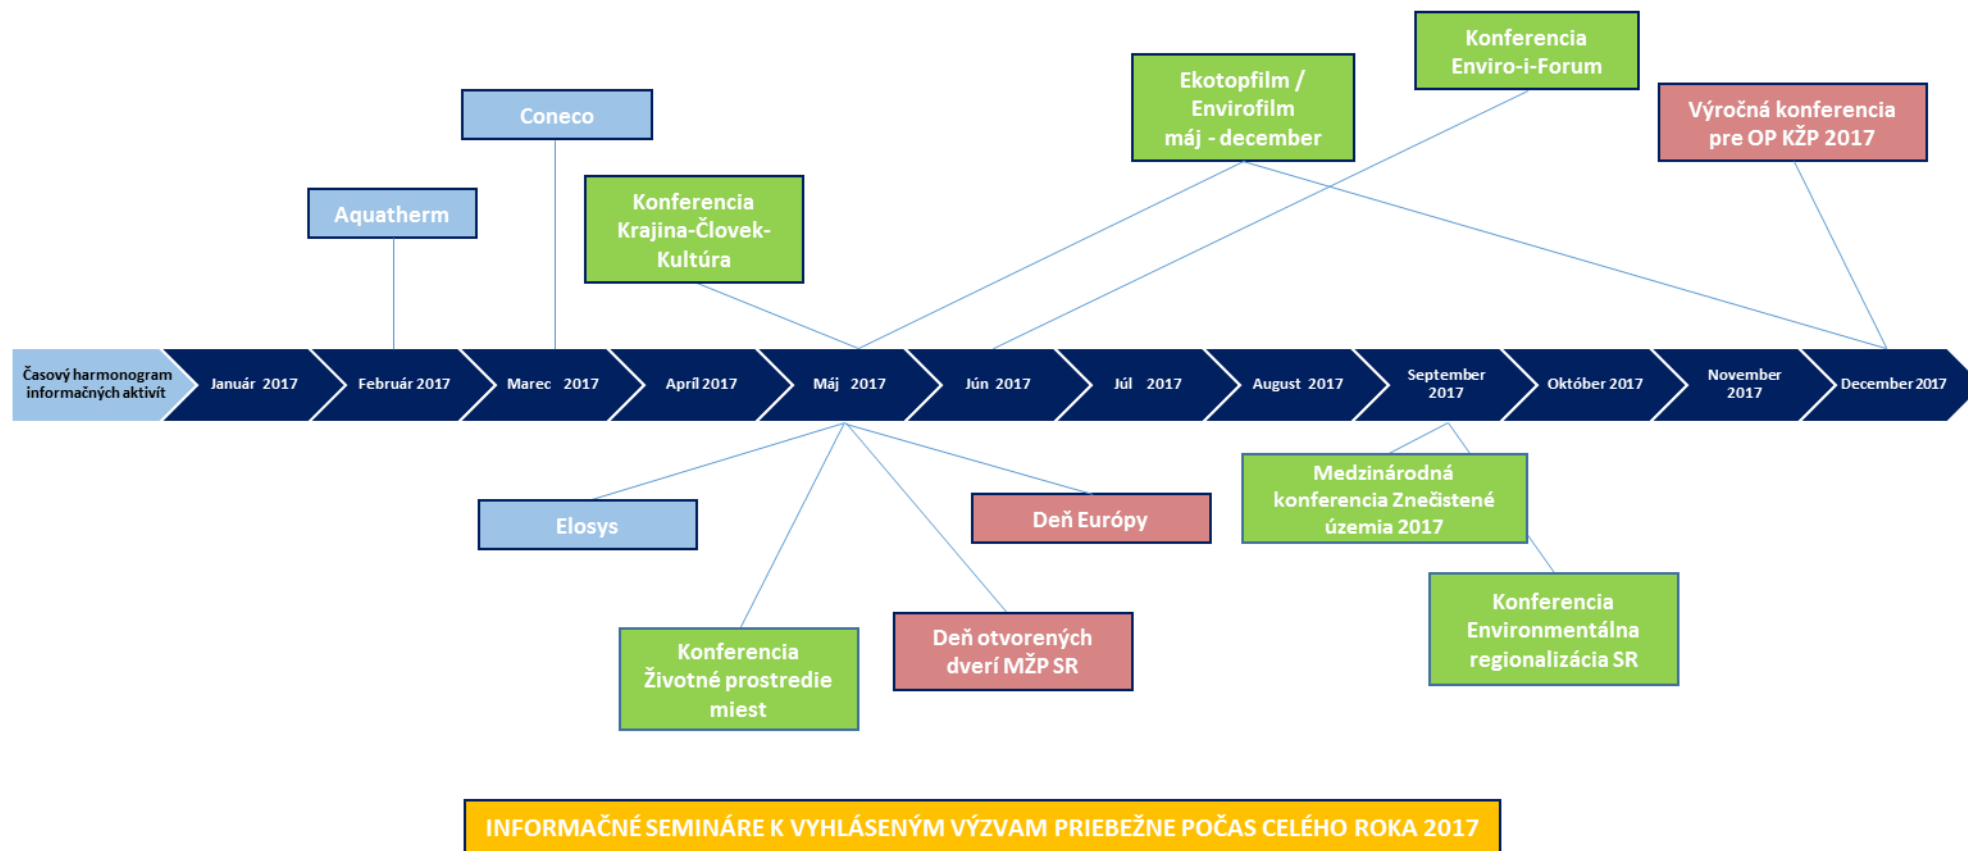 Konferencia
Enviro-i-Forum
Ekotopfilm /
Envirofilm
máj - december
Coneco
Výročná konferencia
pre OP KŽP 2017
Aquatherm
Konferencia
Krajina-Človek-
Kultúra
Časový harmonogram
informačných aktivít
Január 2017
Február 2017
Marec 2017
Apríl 2017
Máj 2017
Jún 2017
Júl 2017
August 2017
September
2017
Október 2017
November
2017
December 2017
Elosys
Deň Európy
Medzinárodná
konferencia Znečistené
územia 2017
Konferencia
Životné prostredie
miest
Deň otvorených
dverí MŽP SR
Konferencia
Environmentálna
regionalizácia SR
INFORMAČNÉ SEMINÁRE K VYHLÁSENÝM VÝZVAM PRIEBEŽNE POČAS CELÉHO ROKA 2017